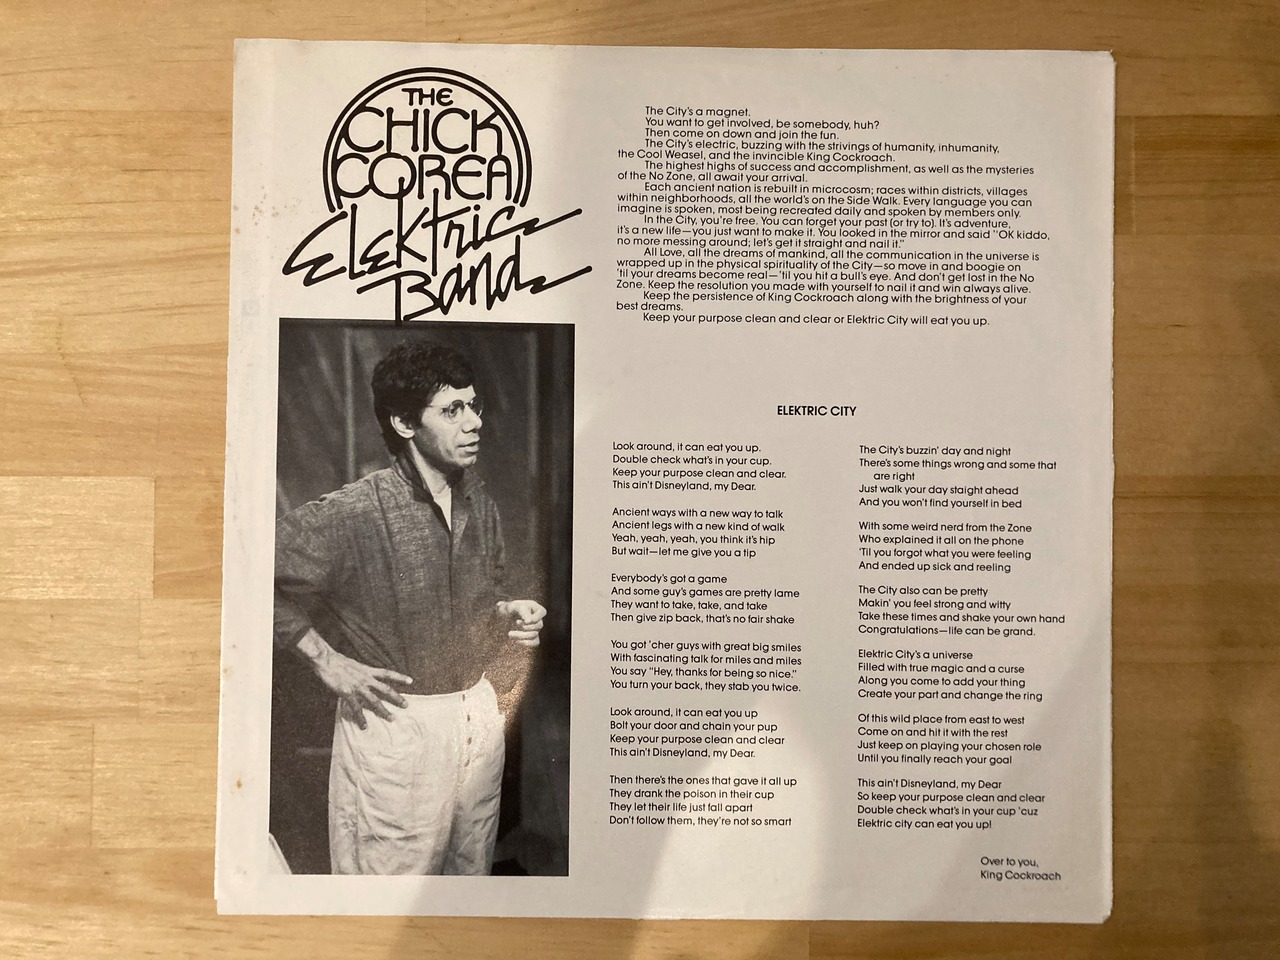 THE
CHICK
COREA
Elektric
Band
The City's a magnet.
You want to get involved, be somebody, huh?
Then come on down and join the fun.
The City's electric, buzzing with the strivings of humanity, inhumanity,
the Cool Weasel, and the invincible King Cockroach.
The highest highs of success and accomplishment, as well as the mysteries
of the No Zone, all await your arrival.
Each ancient nation is rebuilt in microcosm; races within districts, villages
within neighborhoods, all the world's on the Side Walk. Every language you can
imagine is spoken, most being recreated daily and spoken by members only.
In the City, you're free. You can forget your past (or try to). It's adventure,
it's a new life—you just want to make it. You looked in the mirror and said "OK kiddo,
no more messing around; let's get it straight and nail it."
All Love, all the dreams of mankind, all the communication in the universe is
wrapped up in the physical spirituality of the City—so move in and boogie on
'til your dreams become real—'til you hit a bull's eye. And don't get lost in the No
Zone. Keep the resolution you made with yourself to nail it and win always alive.
Keep the persistence of King Cockroach along with the brightness of your
best dreams.
Keep your purpose clean and clear or Elektric City will eat you up.
ELEKTRIC CITY
Look around, it can eat you up.
Double check what's in your cup.
Keep your purpose clean and clear.
This ain't Disneyland, my Dear.
Ancient ways with a new way to talk
Ancient legs with a new kind of walk
Yeah, yeah, yeah, you think it's hip
But wait—let me give you a tip
Everybody's got a game
And some guy's games are pretty lame
They want to take, take, and take
Then give zip back, that's no fair shake
You got 'cher guys with great big smiles
With fascinating talk for miles and miles
You say "Hey, thanks for being so nice."
You turn your back, they stab you twice.
Look around, it can eat you up
Bolt your door and chain your pup
Keep your purpose clean and clear
This ain't Disneyland, my Dear.
Then there's the ones that gave it all up
They drank the poison in their cup
They let their life just fall apart
Don't follow them, they're not so smart
The City's buzzin' day and night
There's some things wrong and some that
are right
Just walk your day staight ahead
And you won't find yourself in bed
With some weird nerd from the Zone
Who explained it all on the phone
'Til you forgot what you were feeling
And ended up sick and reeling
The City also can be pretty
Makin' you feel strong and witty
Take these times and shake your own hand
Congratulations—life can be grand.
Elektric City's a universe
Filled with true magic and a curse
Along you come to add your thing
Create your part and change the ring
Of this wild place from east to west
Come on and hit it with the rest
Just keep on playing your chosen role
Until you finally reach your goal
This ain't Disneyland, my Dear
So keep your purpose clean and clear
Double check what's in your cup 'cuz
Elektric city can eat you up!
Over to you,
King Cockroach